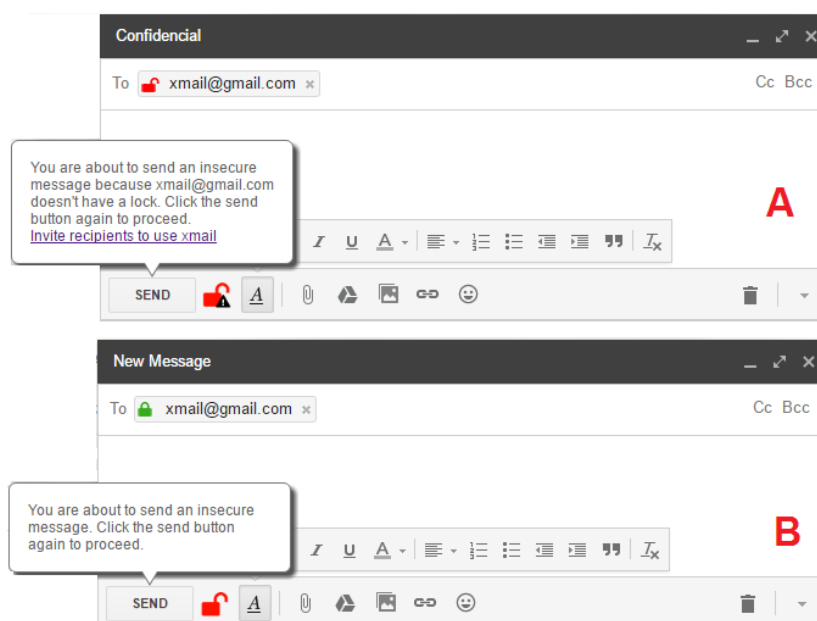 Confidencial
To xmail@gmail.com × Cc Bcc
You are about to send an insecure
message because xmail@gmail.com
doesn't have a lock. Click the send
button again to proceed.
Invite recipients to use xmail
A
I U A
SEND A
New Message
To xmail@gmail.com × Cc Bcc
You are about to send an insecure
message. Click the send button
again to proceed.
B
I U A
SEND A